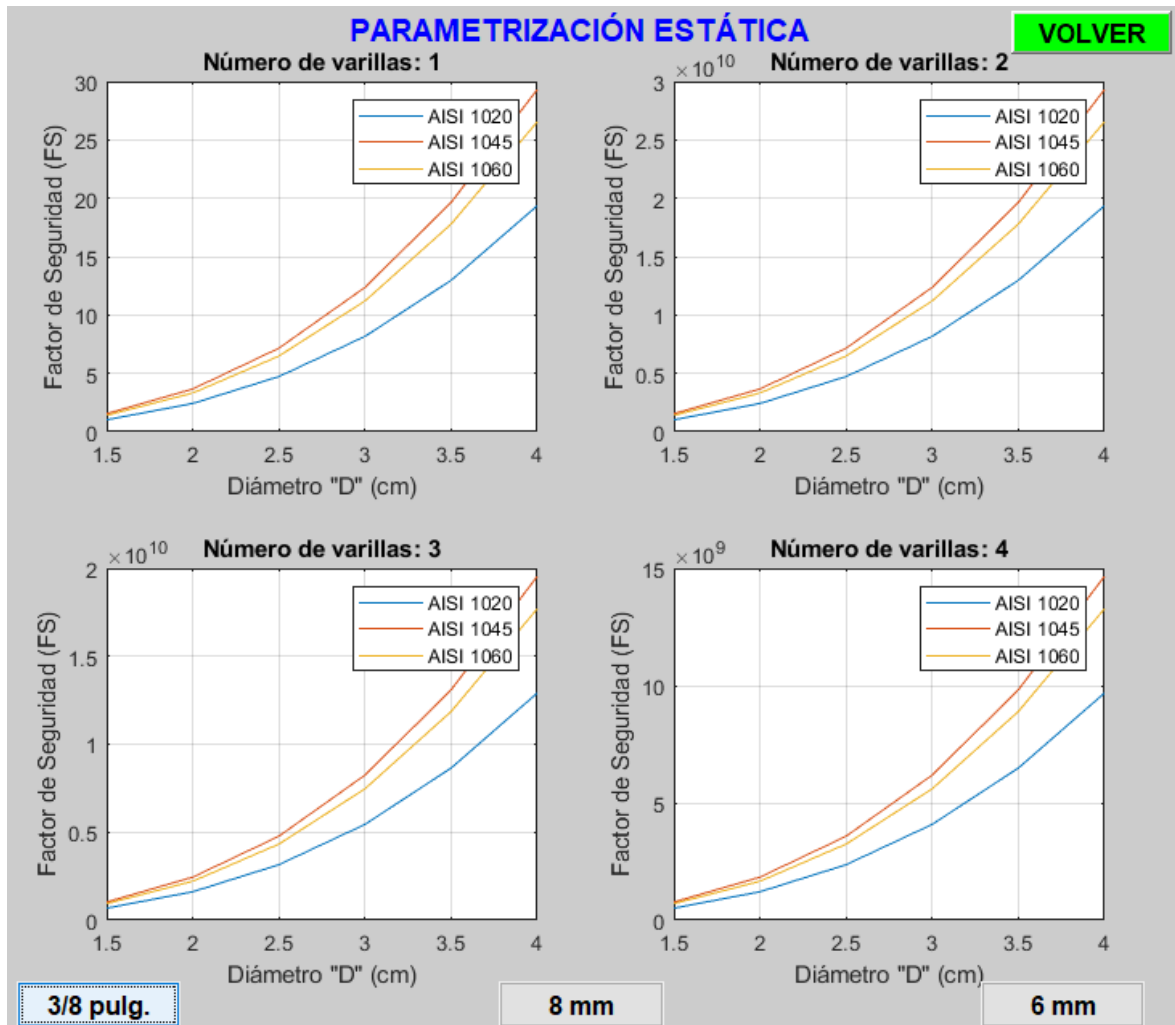 PARAMETRIZACIÓN ESTÁTICA
VOLVER
Número de varillas: 1
30
25
20
15
10
5
0
Factor de Seguridad (FS)
AISI 1020
AISI 1045
AISI 1060
1.5 2 2.5 3 3.5 4
Diámetro "D" (cm)
×10^10
Número de varillas: 2
3
2.5
2
1.5
1
0.5
0
Factor de Seguridad (FS)
AISI 1020
AISI 1045
AISI 1060
1.5 2 2.5 3 3.5 4
Diámetro "D" (cm)
×10^10
Número de varillas: 3
2
1.5
1
0.5
0
Factor de Seguridad (FS)
AISI 1020
AISI 1045
AISI 1060
1.5 2 2.5 3 3.5 4
Diámetro "D" (cm)
×10^9
Número de varillas: 4
15
10
5
0
Factor de Seguridad (FS)
AISI 1020
AISI 1045
AISI 1060
1.5 2 2.5 3 3.5 4
Diámetro "D" (cm)
3/8 pulg.
8 mm
6 mm